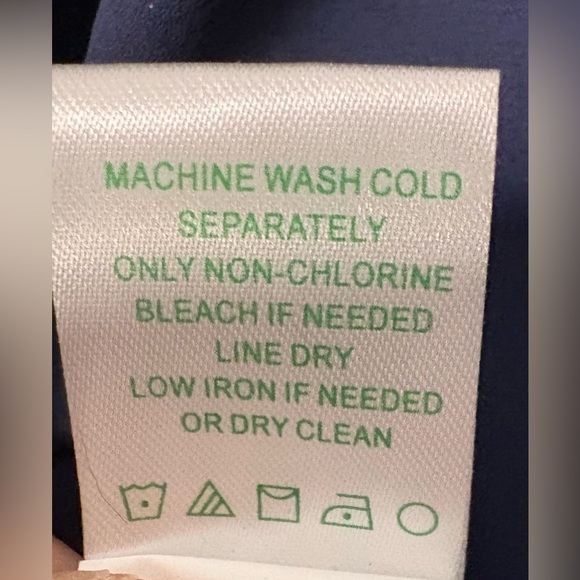 MACHINE WASH COLD
SEPARATELY
ONLY NON-CHLORINE
BLEACH IF NEEDED
LINE DRY
LOW IRON IF NEEDED
OR DRY CLEAN